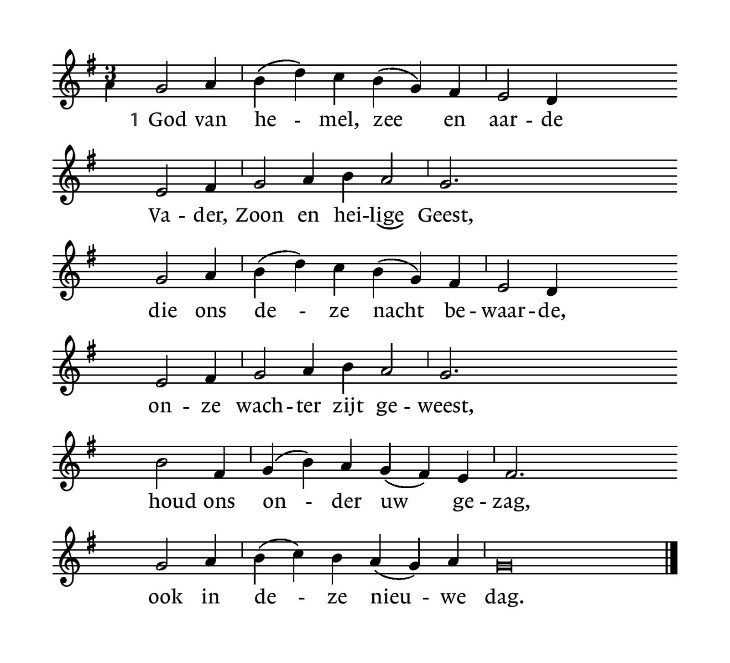 3
1 God van he - mel, zee en aar - de
Va - der, Zoon en hei-lige Geest,
die ons de - ze nacht be - waar - de,
on - ze wach - ter zijt ge - weest,
houd ons on - der uw ge - zag,
ook in de - ze nieu - we dag.